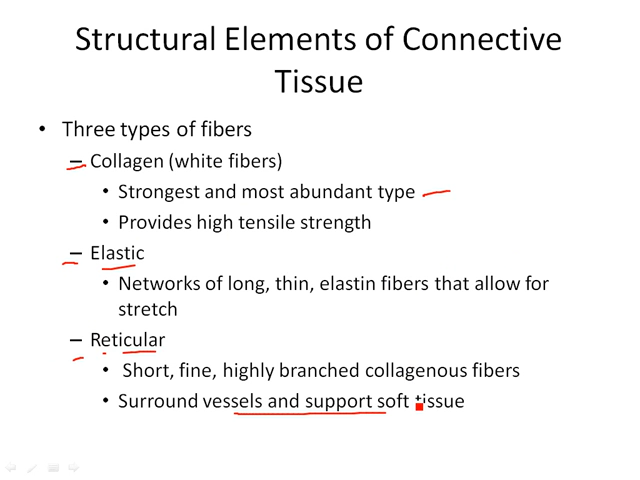 Structural Elements of Connective
Tissue
• Three types of fibers
– Collagen (white fibers)
• Strongest and most abundant type
• Provides high tensile strength
– Elastic
• Networks of long, thin, elastin fibers that allow for
stretch
– Reticular
• Short, fine, highly branched collagenous fibers
• Surround vessels and support soft tissue